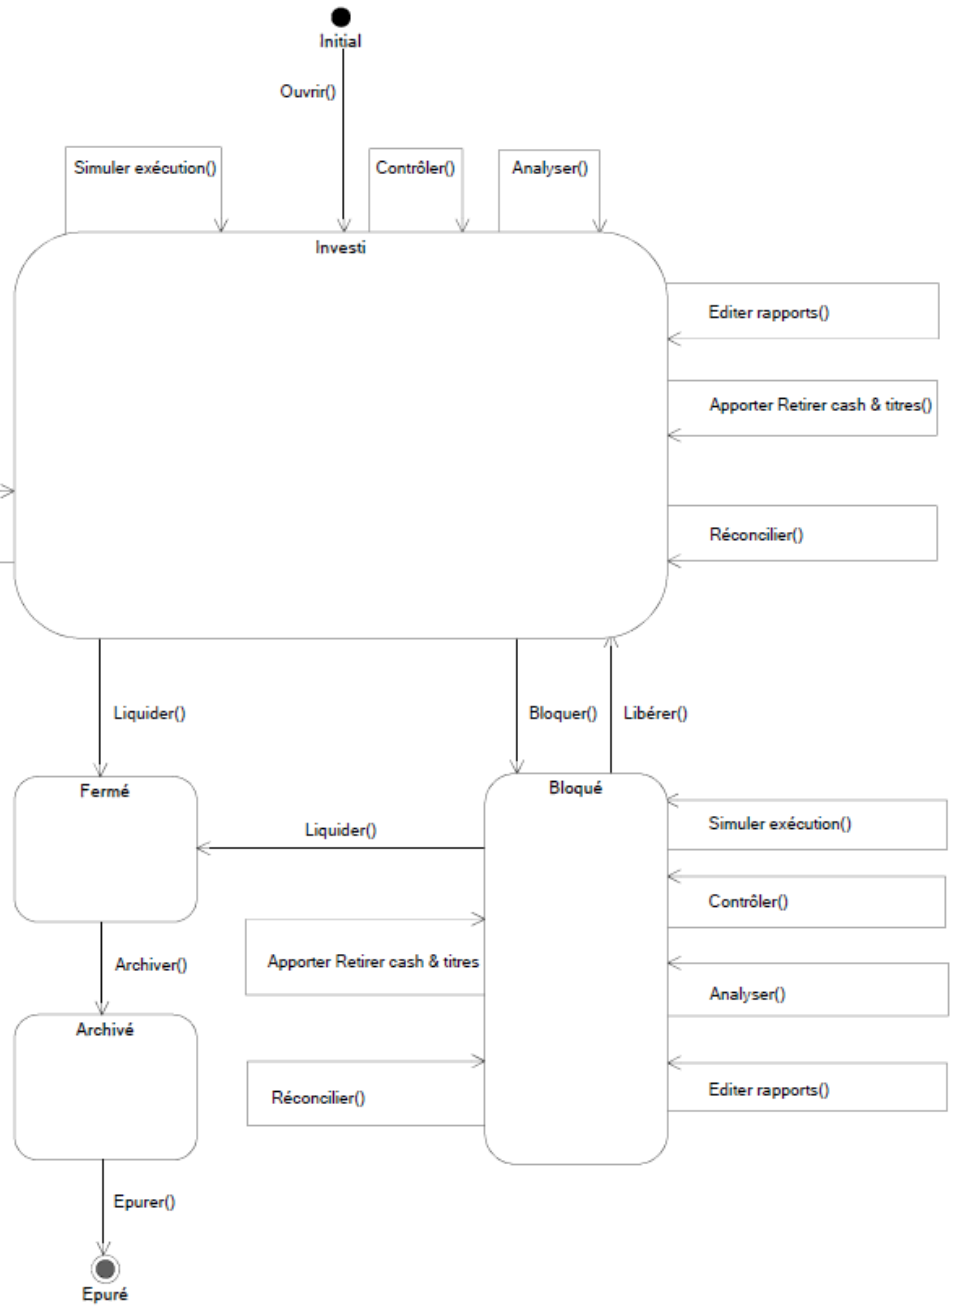 Initial
Ouvrir()
Simuler exécution()
Contrôler()
Analyser()
Investi
Editer rapports()
Apporter Retirer cash & titres()
Réconcilier()
Liquider()
Bloquer()
Libérer()
Fermé
Bloqué
Liquider()
Simuler exécution()
Contrôler()
Apporter Retirer cash & titres
Archiver()
Analyser()
Archivé
Réconcilier()
Editer rapports()
Epurer()
Epuré